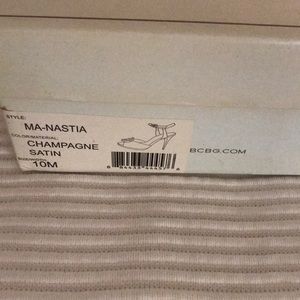 STYLE:
MA-NASTIA
COLOR/MATERIAL:
CHAMPAGNE
SATIN
10M
BCBG.COM